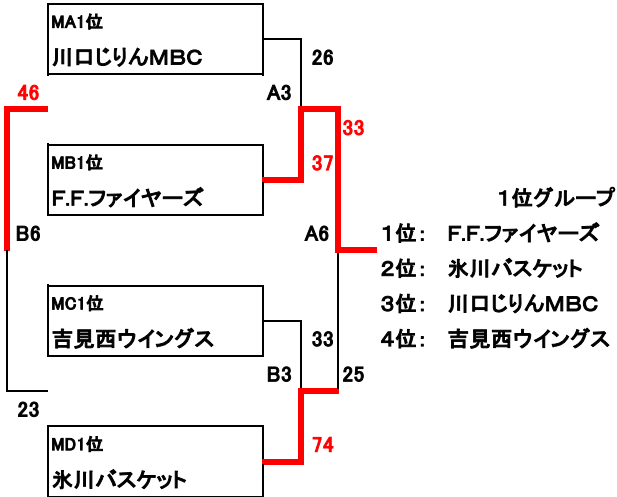 MA1位
川口じりんMBC
26
46
A3
33
MB1位
37
F.F.ファイヤーズ
1位グループ
B6
A6
1位: F.F.ファイヤーズ
2位: 氷川バスケット
MC1位
3位: 川口じりんMBC
吉見西ウイングス
33
4位: 吉見西ウイングス
B3
25
23
MD1位
74
氷川バスケット